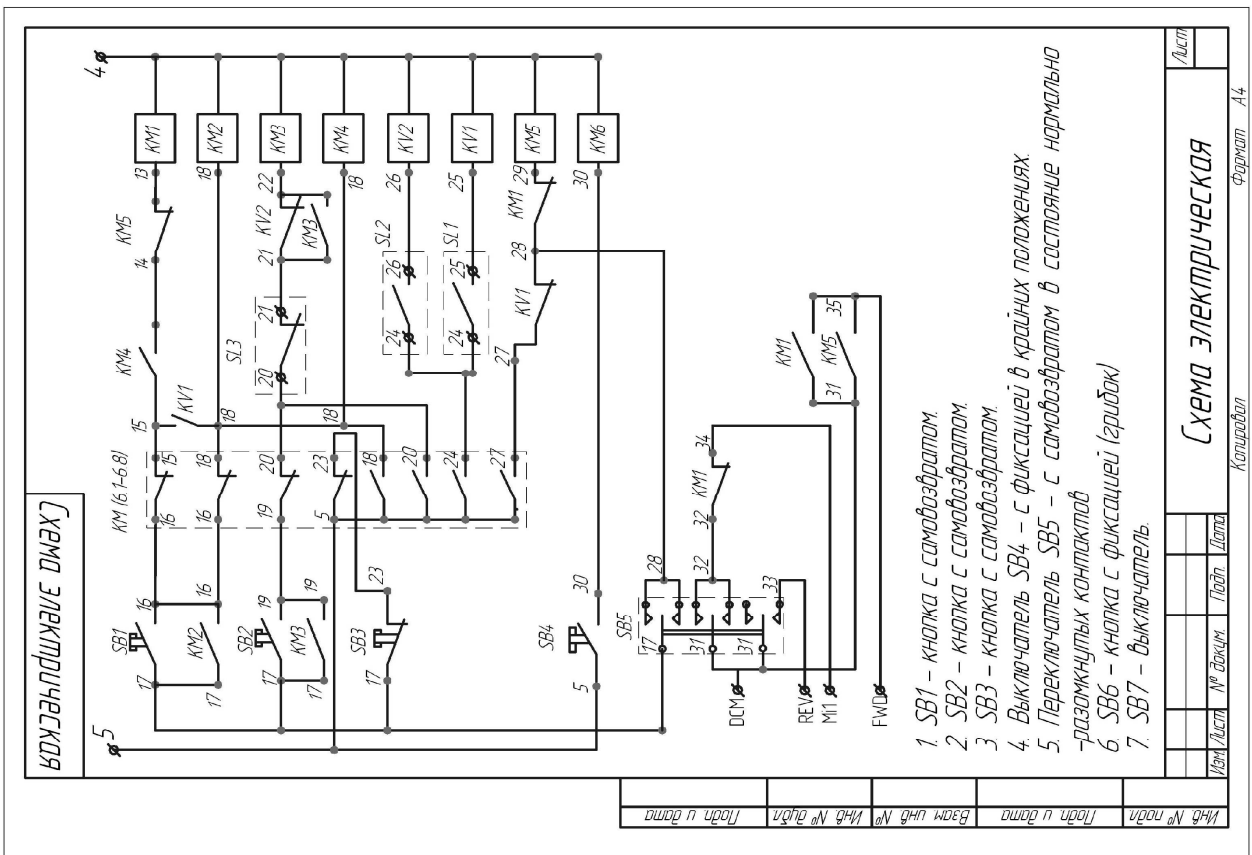 Схема электрическая
5
4
KM1
KM2
KM3
KM4
KV2
KV1
KM5
KM6
13
18
22
18
26
25
29
30
KM5
14
KV2
KM3
21
SL2
24
26
SL1
24
25
KM1
28
KV1
27
SL3
20
21
KM4
15
KV1
18
18
KM (6.1-6.8)
16
15
16
18
19
20
5
23
18
20
24
27
SB1
17
16
KM2
17
16
SB2
17
19
KM3
17
19
SB3
17
23
SB4
5
30
SB5
17
28
31
32
31
33
32
KM1
34
KM1
KM5
31
35
DCM
REV
Mi1
FWD
1. SB1 – кнопка с самовозвратом.
2. SB2 – кнопка с самовозвратом.
3. SB3 – кнопка с самовозвратом.
4. Выключатель SB4 – с фиксацией в крайних положениях.
5. Переключатель SB5 – с самовозвратом в состояние нормально
-разомкнутых контактов
6. SB6 – кнопка с фиксацией (грибок)
7. SB7 – выключатель.
Изм.
Лист
№ докум.
Подп.
Дата
Схема электрическая
Лист
Копировал
Формат А4
Подп. и дата
Инв. № дубл.
Взам. инв №
Подп. и дата
Инв. № подл